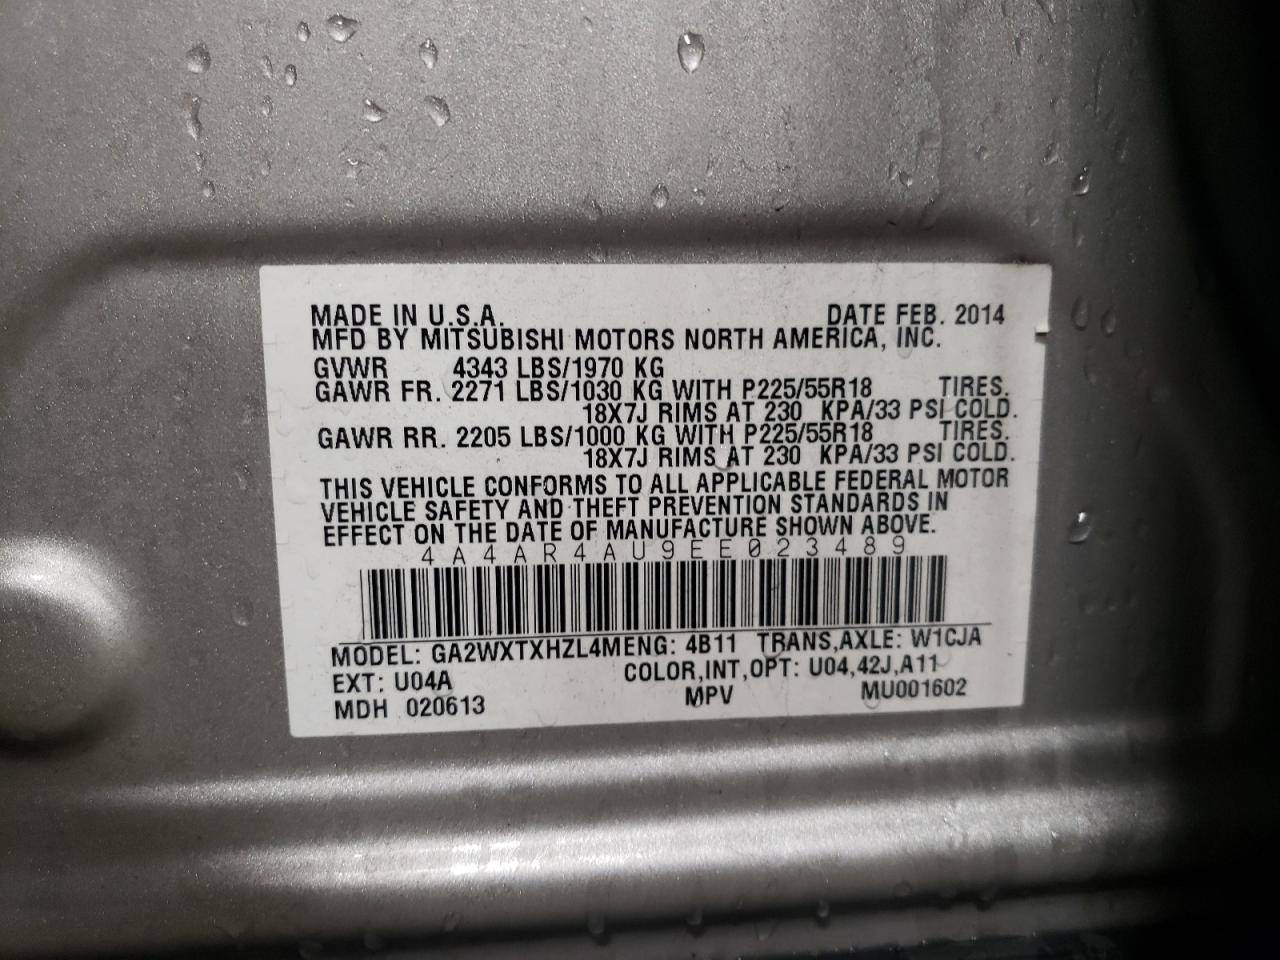 MADE IN U.S.A. DATE FEB. 2014
MFD BY MITSUBISHI MOTORS NORTH AMERICA, INC.
GVWR 4343 LBS/1970 KG
GAWR FR. 2271 LBS/1030 KG WITH P225/55R18 TIRES.
18X7J RIMS AT 230 KPA/33 PSI COLD.
GAWR RR. 2205 LBS/1000 KG WITH P225/55R18 TIRES.
18X7J RIMS AT 230 KPA/33 PSI COLD.
THIS VEHICLE CONFORMS TO ALL APPLICABLE FEDERAL MOTOR
VEHICLE SAFETY AND THEFT PREVENTION STANDARDS IN
EFFECT ON THE DATE OF MANUFACTURE SHOWN ABOVE.
4A4AR4AU9EE023489
MODEL: GA2WXTXHZL4MENG: 4B11 TRANS,AXLE: W1CJA
EXT: U04A COLOR,INT,OPT: U04,42J,A11
MDH 020613 MPV MU001602